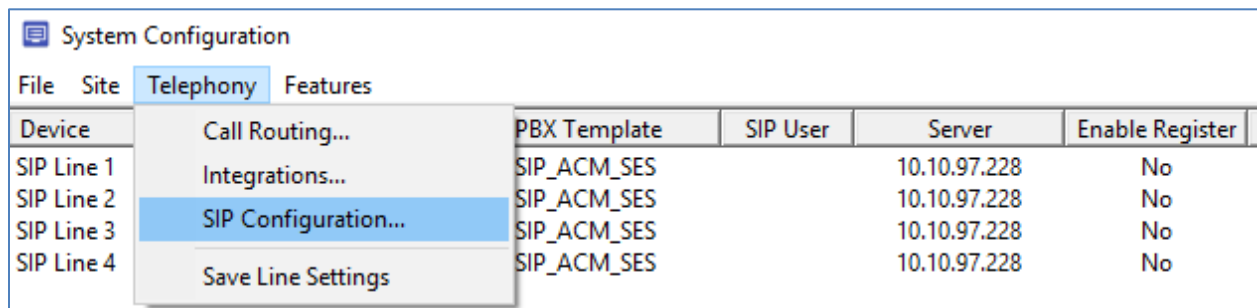 System Configuration
File Site Telephony Features
Device PBX Template SIP User Server Enable Register
Call Routing...
SIP Line 1 SIP_ACM_SES 10.10.97.228 No
Integrations...
SIP Line 2 SIP_ACM_SES 10.10.97.228 No
SIP Configuration...
SIP Line 3 SIP_ACM_SES 10.10.97.228 No
SIP Line 4 SIP_ACM_SES 10.10.97.228 No
Save Line Settings